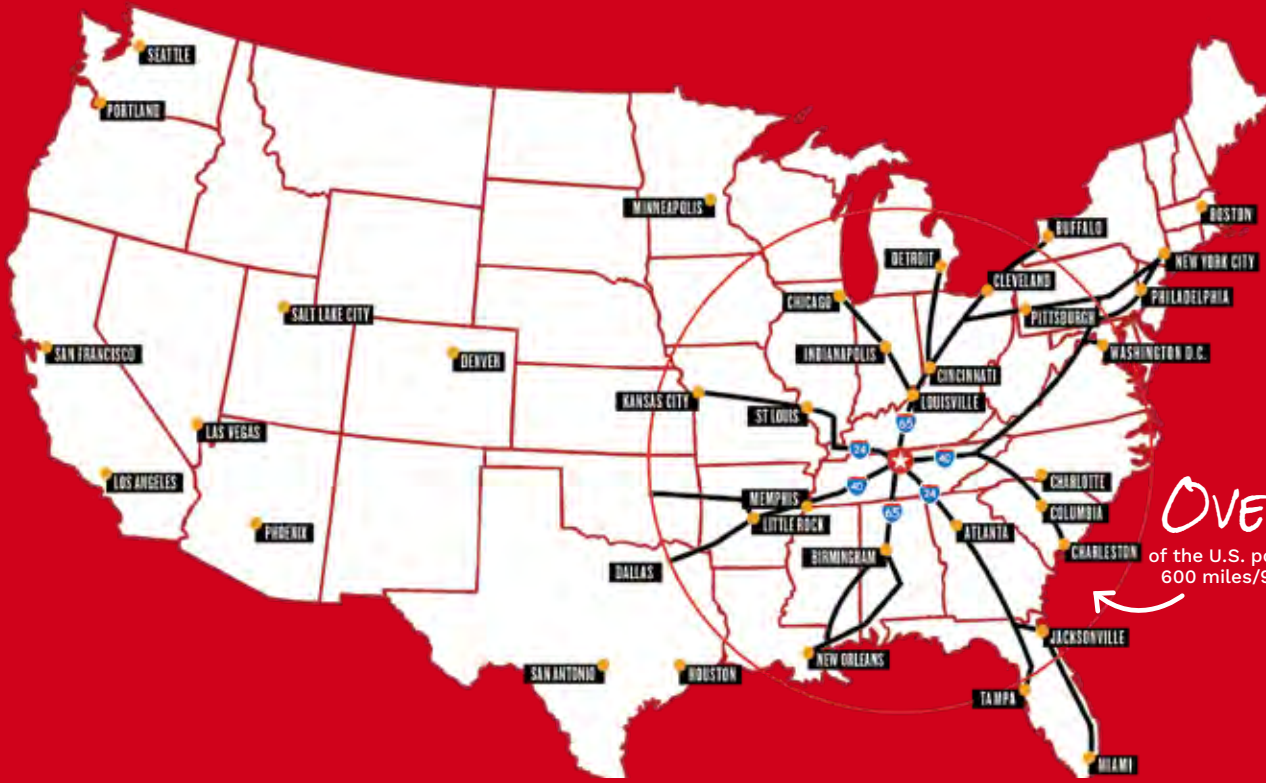 SEATTLE
PORTLAND
MINNEAPOLIS
BOSTON
BUFFALO
DETROIT
NEW YORK CITY
CLEVELAND
PHILADELPHIA
CHICAGO
SALT LAKE CITY
PITTSBURGH
SAN FRANCISCO
INDIANAPOLIS
WASHINGTON D.C.
DENVER
CINCINNATI
KANSAS CITY
LOUISVILLE
ST LOUIS
65
LAS VEGAS
24
40
LOS ANGELES
CHARLOTTE
40
24
MEMPHIS
65
COLUMBIA
LITTLE ROCK
PHOENIX
ATLANTA
BIRMINGHAM
CHARLESTON
DALLAS
OVE
of the U.S. po
600 miles/9
JACKSONVILLE
NEW ORLEANS
SAN ANTONIO
HOUSTON
TAMPA
MIAMI